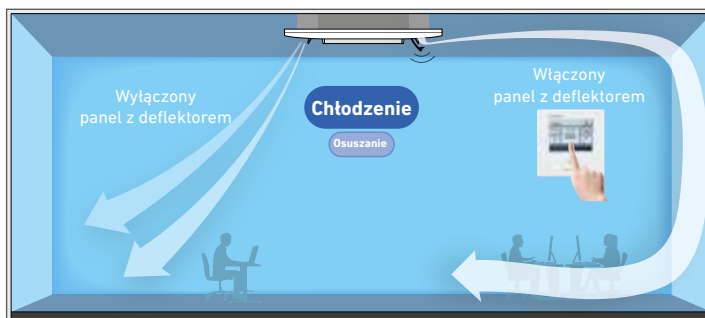 Wyłączony
panel z deflektorem
Chłodzenie
Osuszanie
Włączony
panel z deflektorem